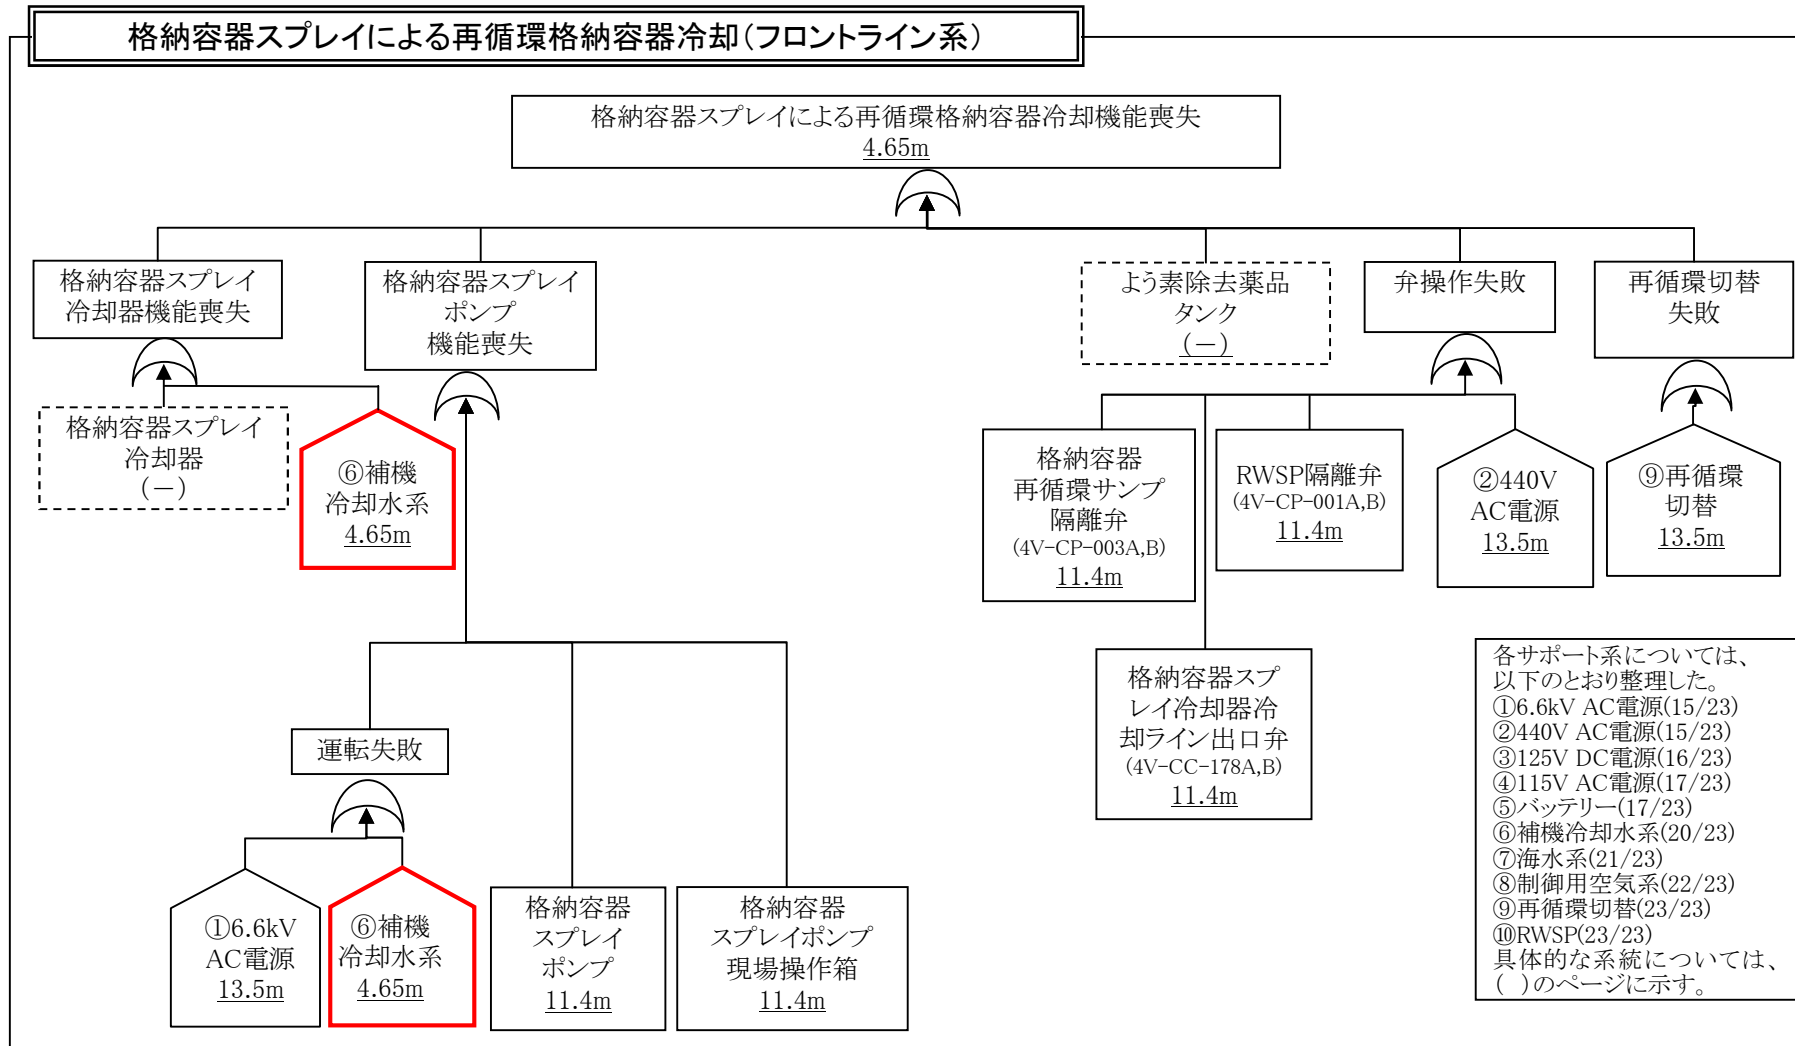 格納容器スプレイによる再循環格納容器冷却(フロントライン系)
格納容器スプレイによる再循環格納容器冷却機能喪失
4.65m
格納容器スプレイ
冷却器機能喪失
格納容器スプレイ
ポンプ
機能喪失
よう素除去薬品
タンク
(－)
弁操作失敗
再循環切替
失敗
格納容器スプレイ
冷却器
(－)
⑥補機
冷却水系
4.65m
格納容器
再循環サンプ
隔離弁
(4V-CP-003A,B)
11.4m
RWSP隔離弁
(4V-CP-001A,B)
11.4m
②440V
AC電源
13.5m
⑨再循環
切替
13.5m
格納容器スプ
レイ冷却器冷
却ライン出口弁
(4V-CC-178A,B)
11.4m
運転失敗
①6.6kV
AC電源
13.5m
⑥補機
冷却水系
4.65m
格納容器
スプレイ
ポンプ
11.4m
格納容器
スプレイポンプ
現場操作箱
11.4m
各サポート系については、
以下のとおり整理した。
①6.6kV AC電源(15/23)
②440V AC電源(15/23)
③125V DC電源(16/23)
④115V AC電源(17/23)
⑤バッテリー(17/23)
⑥補機冷却水系(20/23)
⑦海水系(21/23)
⑧制御用空気系(22/23)
⑨再循環切替(23/23)
⑩RWSP(23/23)
具体的な系統については、
( )のページに示す。